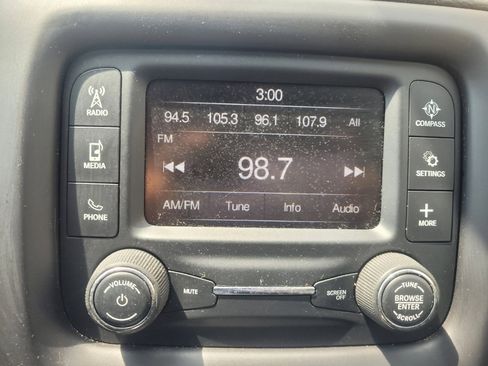 3:00
94.5 105.3 96.1 107.9 All
FM
98.7
AM/FM Tune Info Audio
RADIO
MEDIA
PHONE
COMPASS
SETTINGS
MORE
VOLUME
MUTE
SCREEN OFF
TUNE
BROWSE
ENTER
SCROLL